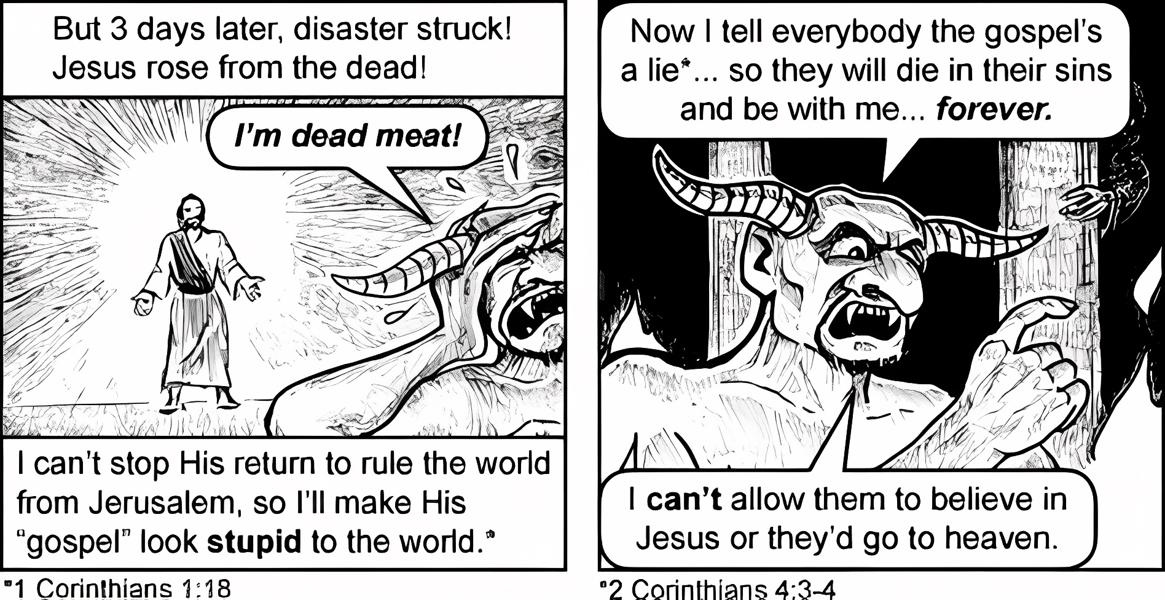 But 3 days later, disaster struck!
Jesus rose from the dead!
I'm dead meat!
I can't stop His return to rule the world
from Jerusalem, so I'll make His
"gospel" look stupid to the world.*
*1 Corinthians 1:18
Now I tell everybody the gospel's
a lie*... so they will die in their sins
and be with me... forever.
I can't allow them to believe in
Jesus or they'd go to heaven.
*2 Corinthians 4:3-4